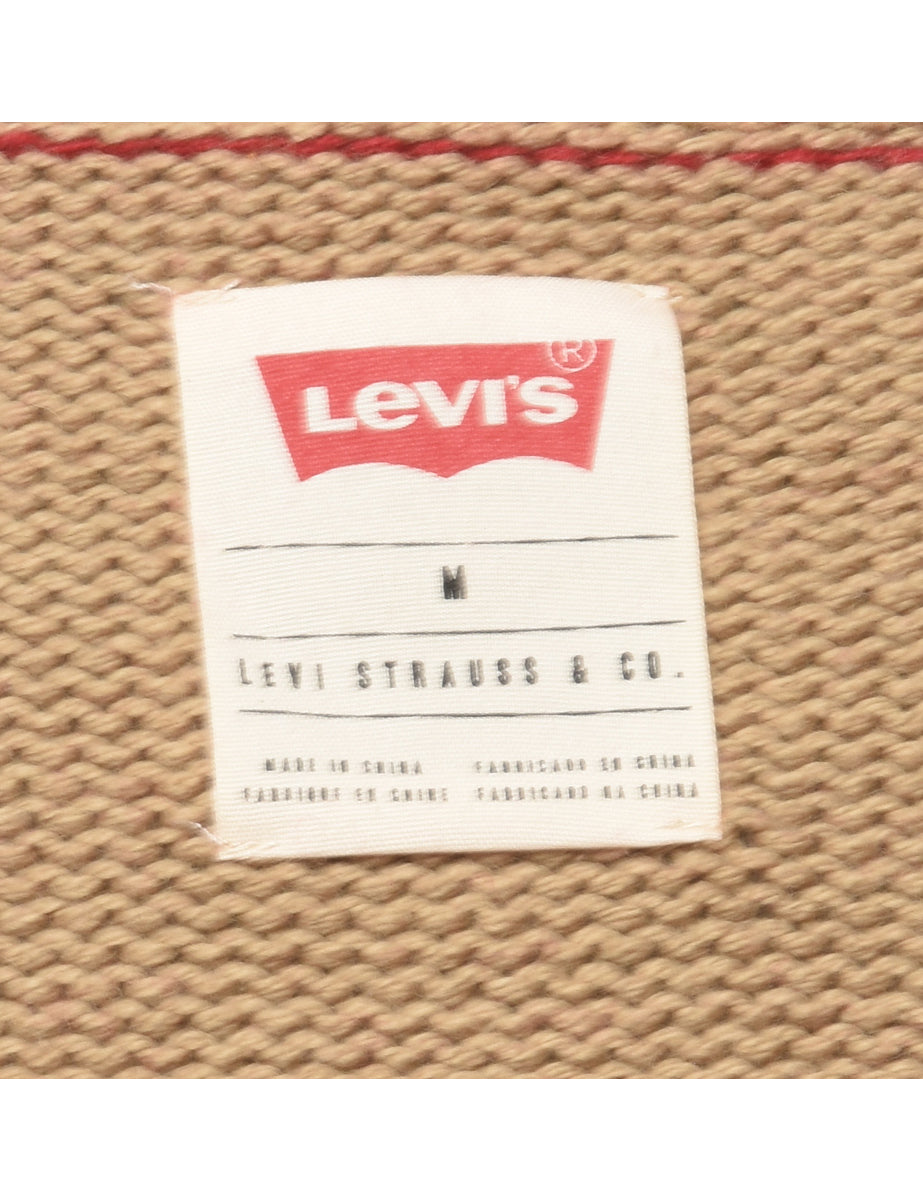 LEVI'S ®
M
LEVI STRAUSS & CO.
MADE IN CHINA FABRICADO EN CHINA
FABRIQUÉ EN CHINE FABRICADO NA CHINA